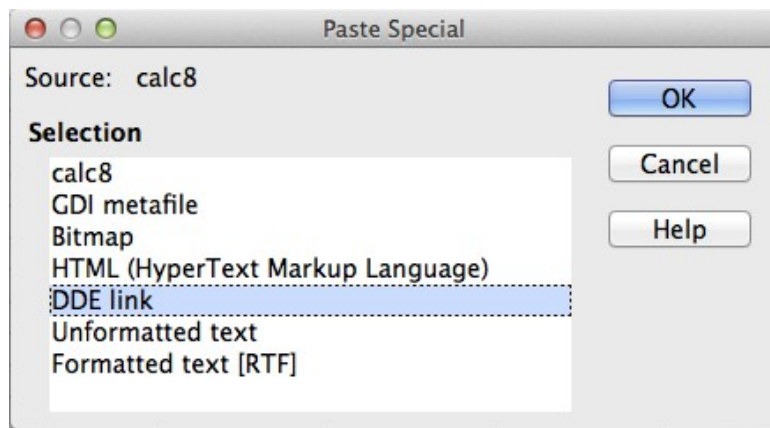 Paste Special
Source: calc8
OK
Selection
calc8
Cancel
GDI metafile
Bitmap
Help
HTML (HyperText Markup Language)
DDE link
Unformatted text
Formatted text [RTF]